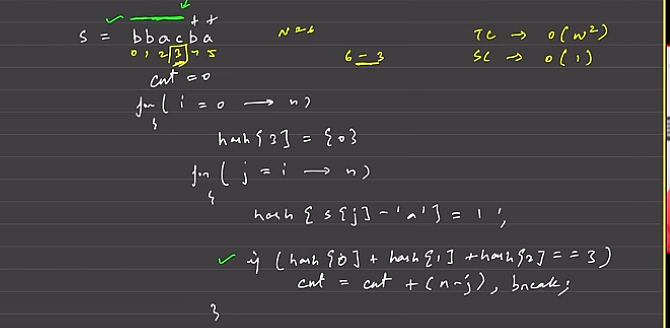 ++
S = bbacba N=6 TC → O(N²)
0 1 2 3 4 5 6-3 SC → O(1)
cnt = 0
for( i = 0 → n)
{
hash[3] = {0}
for( j = i → n)
{
hash[s[j]-'a'] = 1;
✓ if (hash[0] + hash[1] + hash[2] == 3)
cnt = cnt + (n-j), break;
}